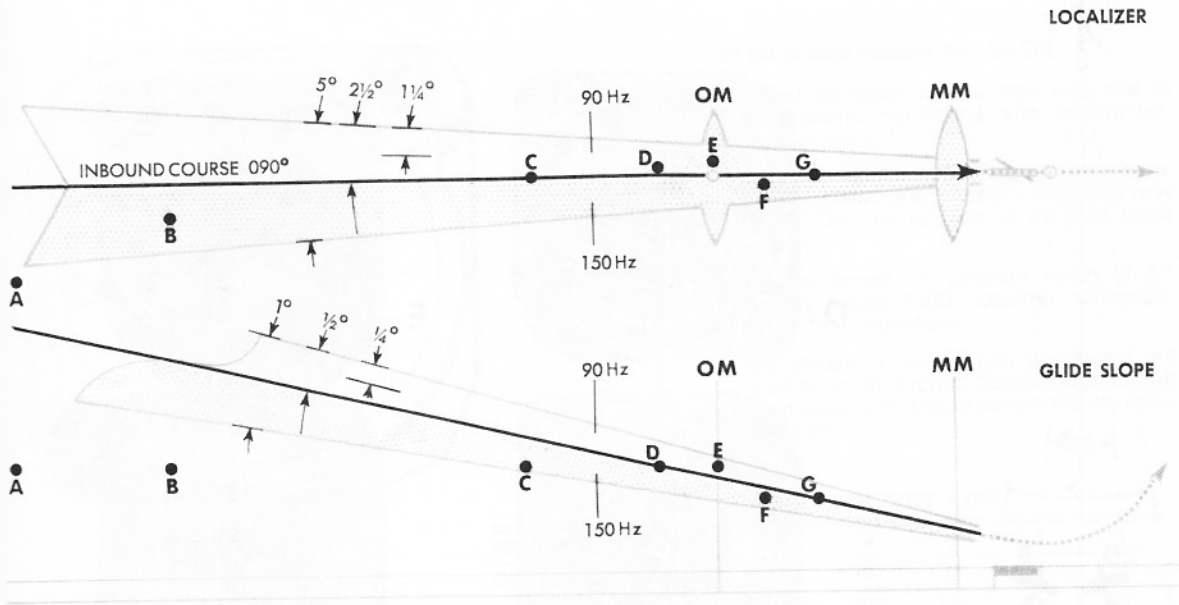 LOCALIZER
5° 2½° 1¼°
90 Hz
OM
MM
INBOUND COURSE 090°
C
D
E
G
F
B
150 Hz
A
1°
½°
¼°
90 Hz
OM
MM
GLIDE SLOPE
D
E
G
A
B
C
F
150 Hz